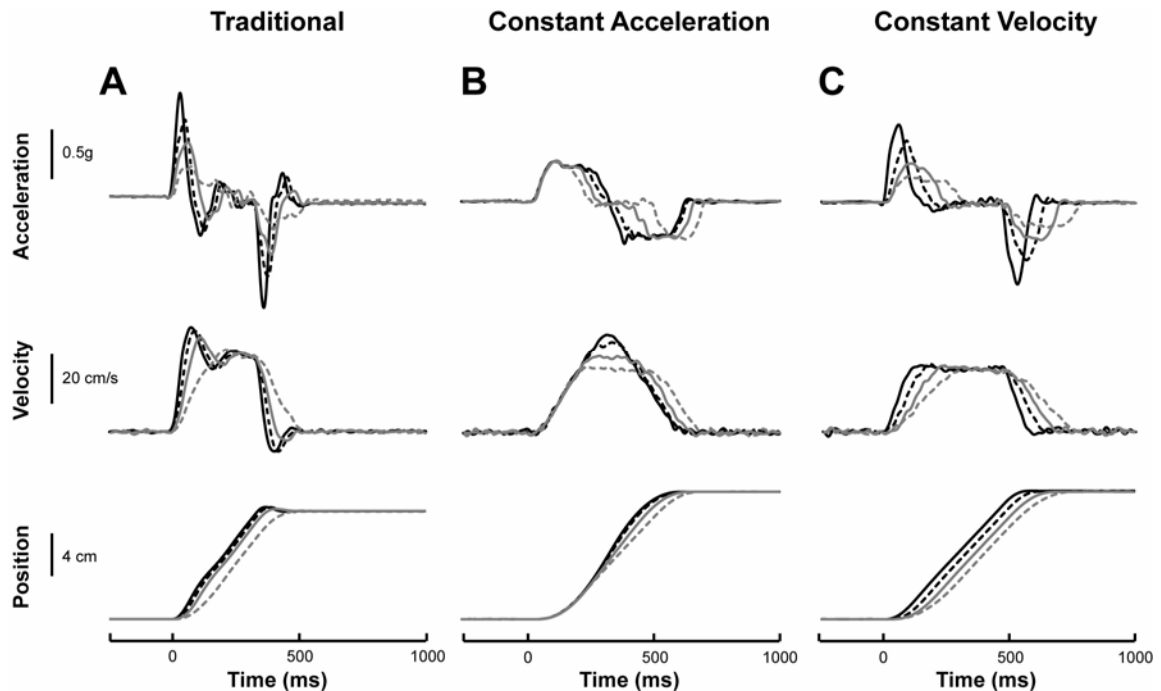 Traditional
Constant Acceleration
Constant Velocity
A
B
C
Acceleration
0.5g
Velocity
20 cm/s
Position
4 cm
0 500 1000
0 500 1000
0 500 1000
Time (ms)
Time (ms)
Time (ms)